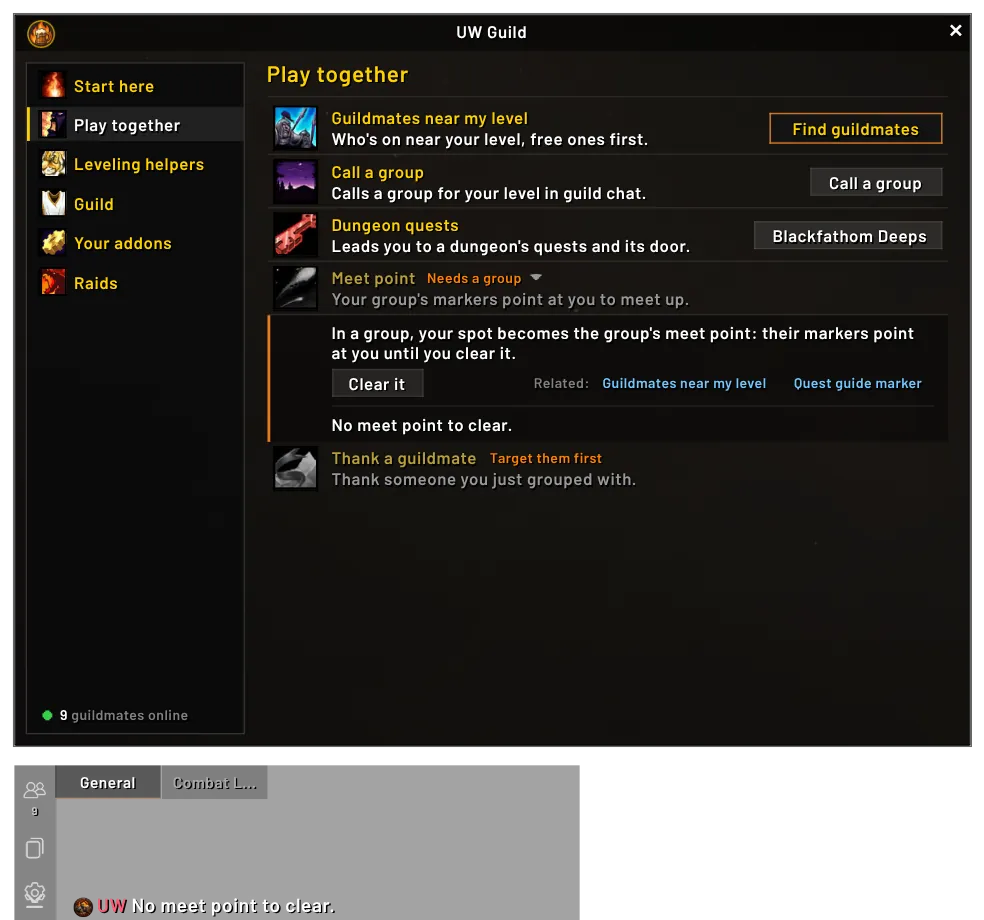 UW Guild
Start here
Play together
Leveling helpers
Guild
Your addons
Raids
9 guildmates online
Play together
Guildmates near my level
Who's on near your level, free ones first.
Find guildmates
Call a group
Calls a group for your level in guild chat.
Call a group
Dungeon quests
Leads you to a dungeon's quests and its door.
Blackfathom Deeps
Meet point Needs a group
Your group's markers point at you to meet up.
In a group, your spot becomes the group's meet point: their markers point
at you until you clear it.
Clear it
Related: Guildmates near my level Quest guide marker
No meet point to clear.
Thank a guildmate Target them first
Thank someone you just grouped with.
General Combat L...
9
UW No meet point to clear.